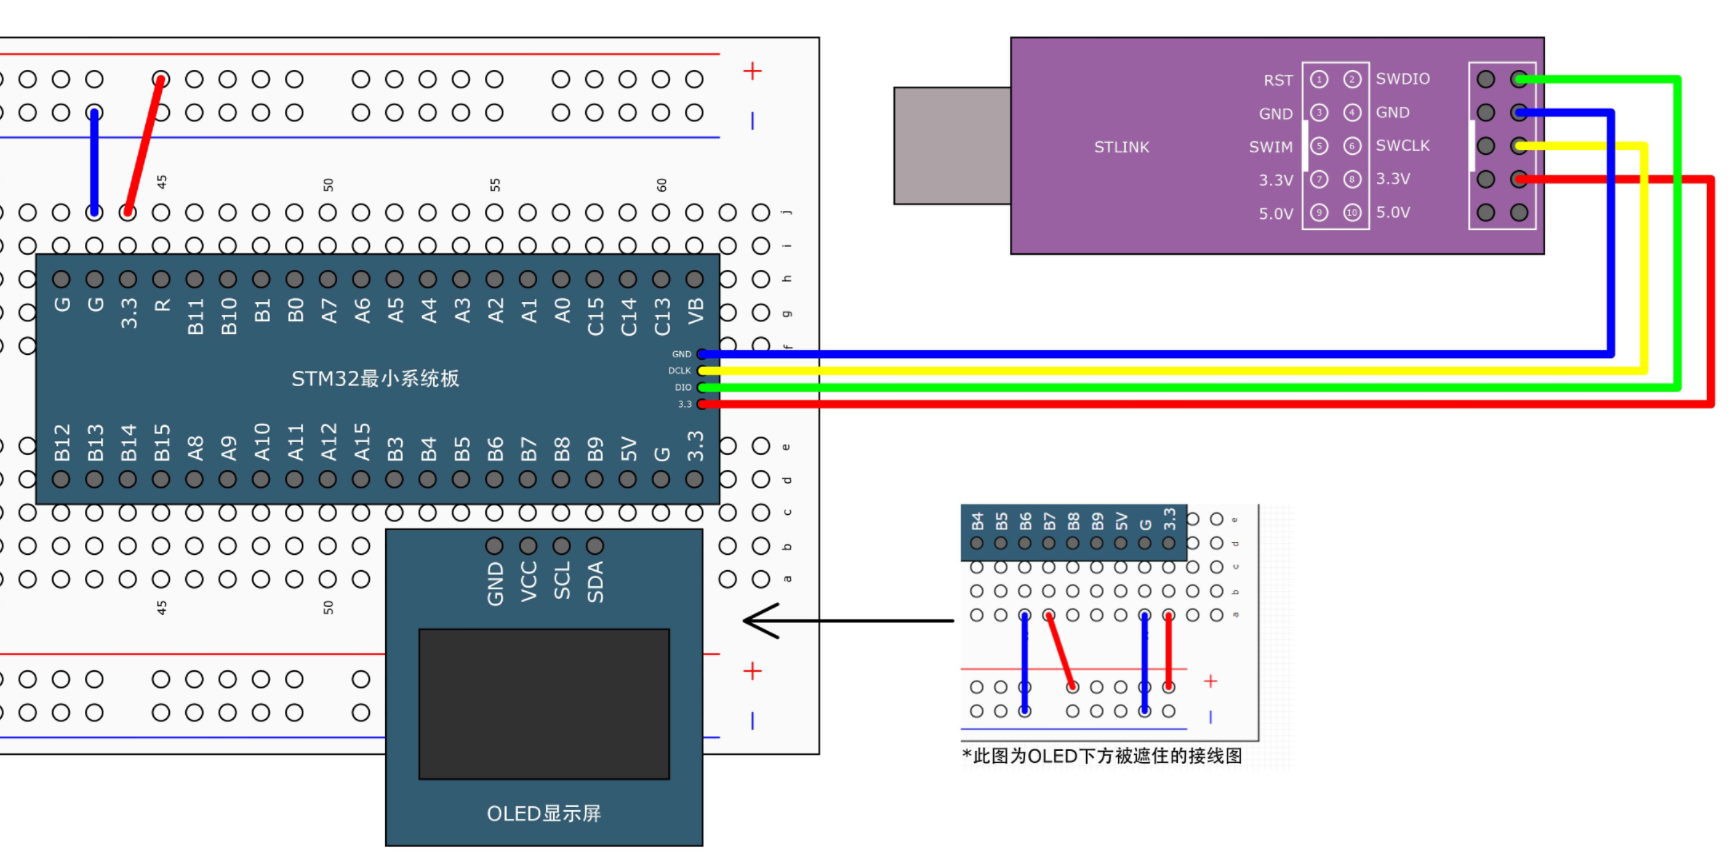 +
−
45
50
55
60
j
i
h
g
f
G
G
3.3
R
B11
B10
B1
B0
A7
A6
A5
A4
A3
A2
A1
A0
C15
C14
C13
VB
GND
DCLK
DIO
3.3
STM32最小系统板
B12
B13
B14
B15
A8
A9
A10
A11
A12
A15
B3
B4
B5
B6
B7
B8
B9
5V
G
3.3
e
d
c
b
a
45
50
GND
VCC
SCL
SDA
+
−
OLED显示屏
STLINK
RST 1 2 SWDIO
GND 3 4 GND
SWIM 5 6 SWCLK
3.3V 7 8 3.3V
5.0V 9 10 5.0V
B4
B5
B6
B7
B8
B9
5V
G
3.3
e
d
c
b
a
+
−
*此图为OLED下方被遮住的接线图